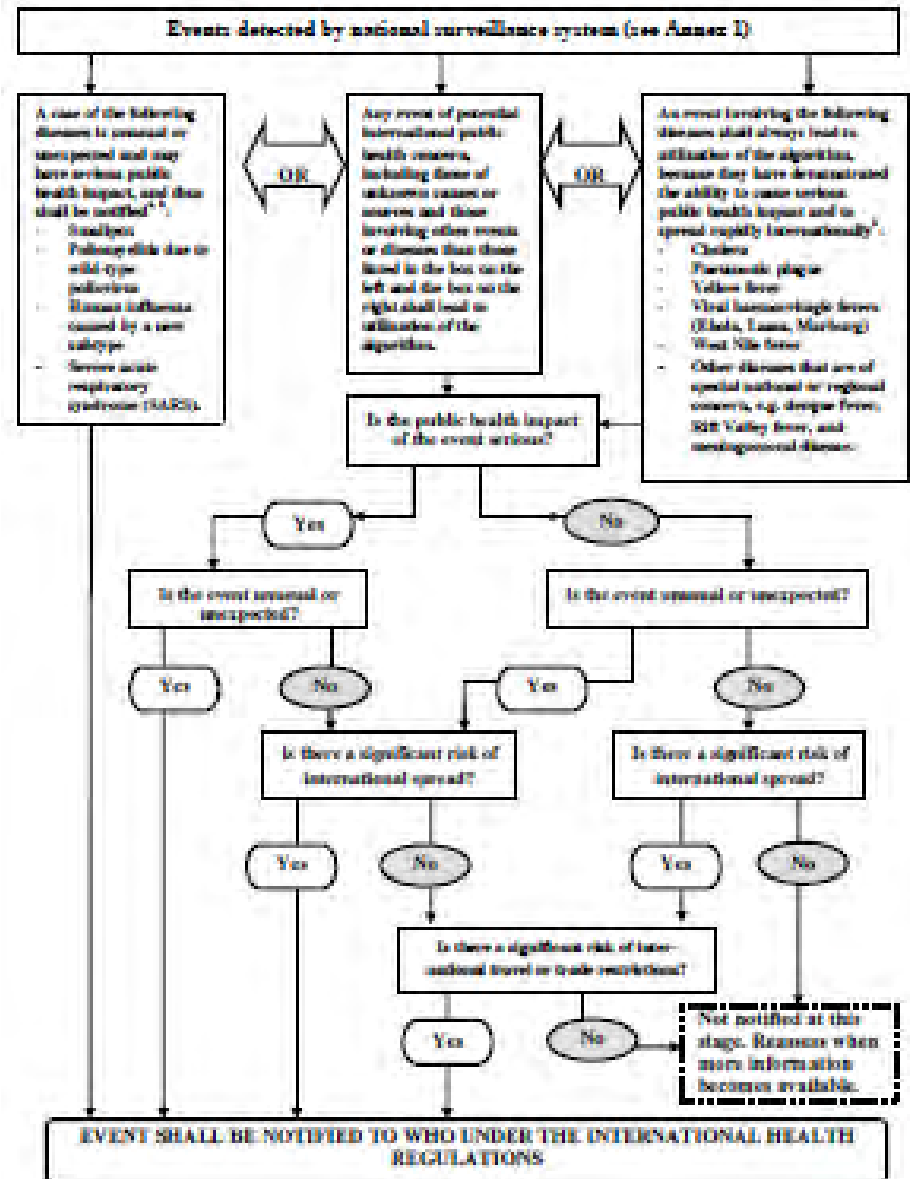 Events detected by national surveillance system (see Annex 1)
A case of the following
diseases is unusual or
unexpected and may
have serious public
health impact, and thus
shall be notified
- Smallpox
- Poliomyelitis due to
wild-type
poliovirus
- Human influenza
caused by a new
subtype
- Severe acute
respiratory
syndrome (SARS).
OR
Any event of potential
international public
health concern,
including those of
unknown causes or
sources and those
involving other events
or diseases than those
listed in the box on the
left and the box on the
right shall lead to
utilization of the
algorithm.
OR
An event involving the following
diseases shall always lead to
utilization of the algorithm,
because they have demonstrated
the ability to cause serious
public health impact and to
spread rapidly internationally
- Cholera
- Pneumonic plague
- Yellow fever
- Viral haemorrhagic fevers
(Ebola, Lassa, Marburg)
- West Nile fever
- Other diseases that are of
special national or regional
concern, e.g. dengue fever,
Rift Valley fever, and
meningococcal disease.
Is the public health impact
of the event serious?
Yes
No
Is the event unusual or
unexpected?
Is the event unusual or unexpected?
Yes
No
Yes
No
Is there a significant risk of
international spread?
Is there a significant risk of
international spread?
Yes
No
Yes
No
Is there a significant risk of inter-
national travel or trade restrictions?
Yes
No
Not notified at this
stage. Reassess when
more information
becomes available.
EVENT SHALL BE NOTIFIED TO WHO UNDER THE INTERNATIONAL HEALTH
REGULATIONS